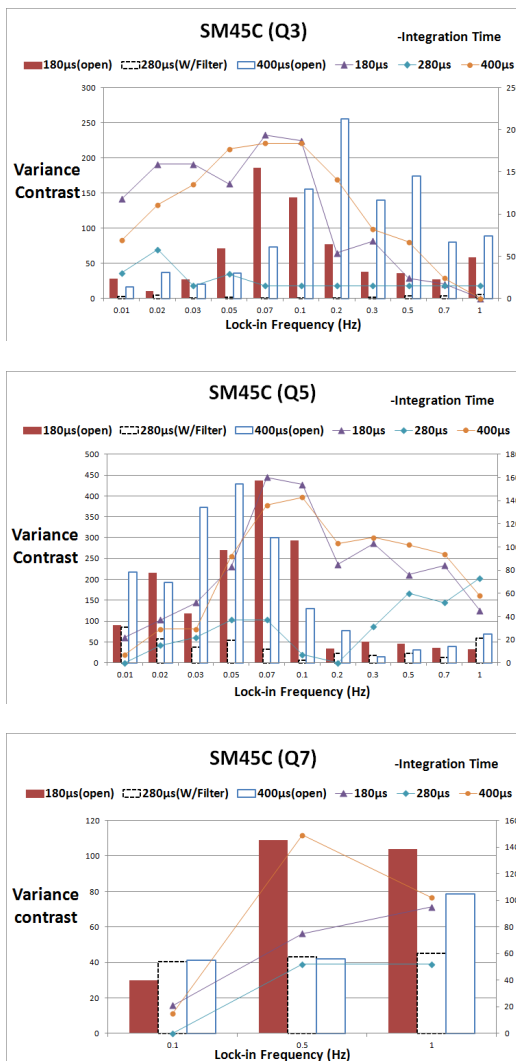 SM45C (Q3)
-Integration Time
180μs(open) 280μs(W/Filter) 400μs(open) 180μs 280μs 400μs
300 25
250 20
200
15
150
10
100
50 50
0 0
Variance
Contrast
0.01 0.02 0.03 0.05 0.07 0.1 0.2 0.3 0.5 0.7 1
Lock-in Frequency (Hz)
SM45C (Q5)
-Integration Time
180μs(open) 280μs(W/Filter) 400μs(open) 180μs 280μs 400μs
500 180
450 160
400 140
350 120
300
250 100
200 80
150 60
100 40
50 20
0 0
Variance
Contrast
0.01 0.02 0.03 0.05 0.07 0.1 0.2 0.3 0.5 0.7 1
Lock-in Frequency (Hz)
SM45C (Q7)
-Integration Time
180μs(open) 280μs(W/Filter) 400μs(open) 180μs 280μs 400μs
120 160
100 140
120
80 100
60 80
40 60
40
20 20
0 0
Variance
contrast
0.1 0.5 1
Lock-in Frequency (Hz)